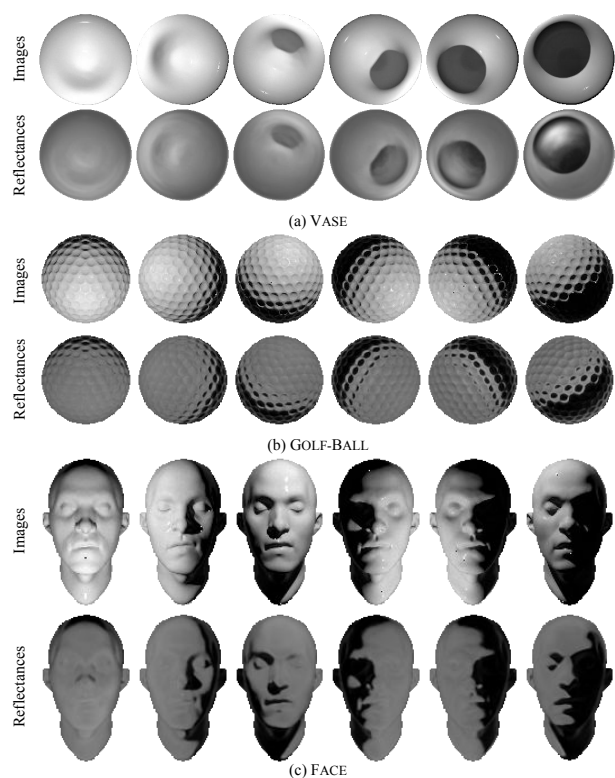 Images
Reflectances
(a) VASE
Images
Reflectances
(b) GOLF-BALL
Images
Reflectances
(c) FACE